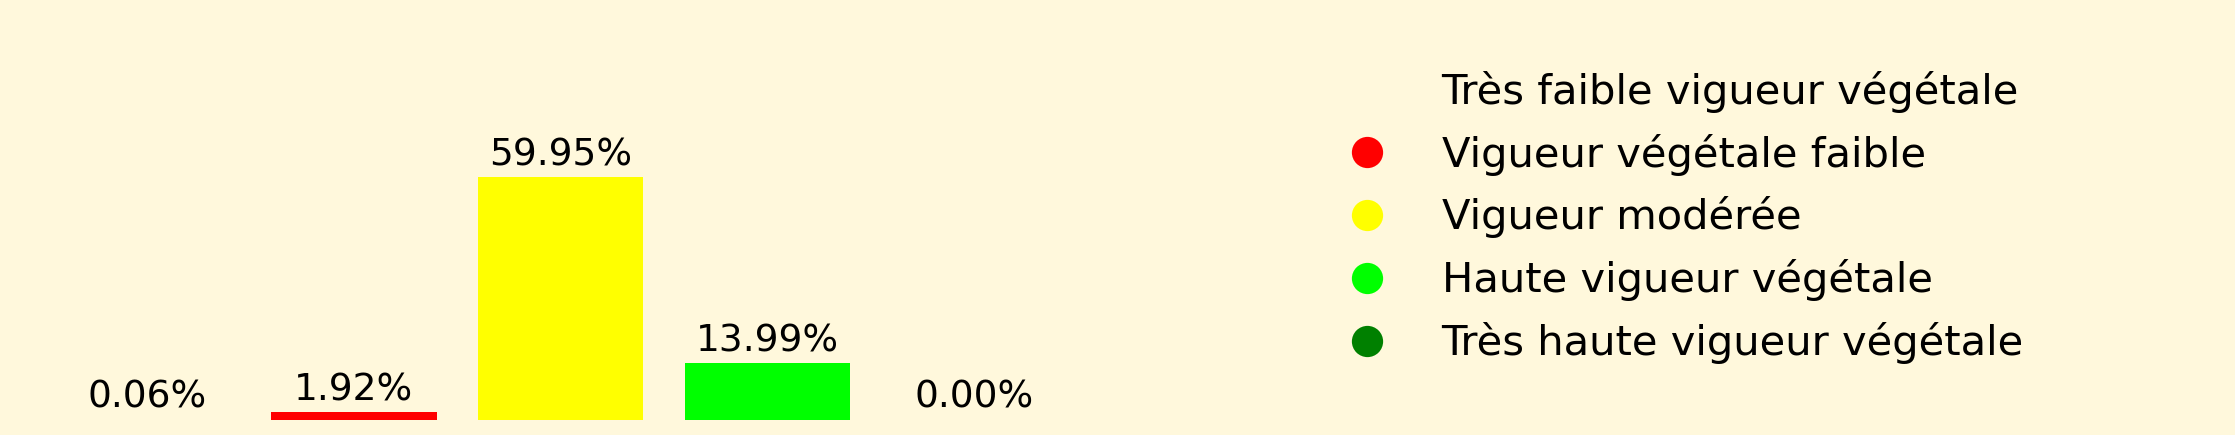 59.95%
13.99%
1.92%
0.06%
0.00%
Très faible vigueur végétale
Vigueur végétale faible
Vigueur modérée
Haute vigueur végétale
Très haute vigueur végétale